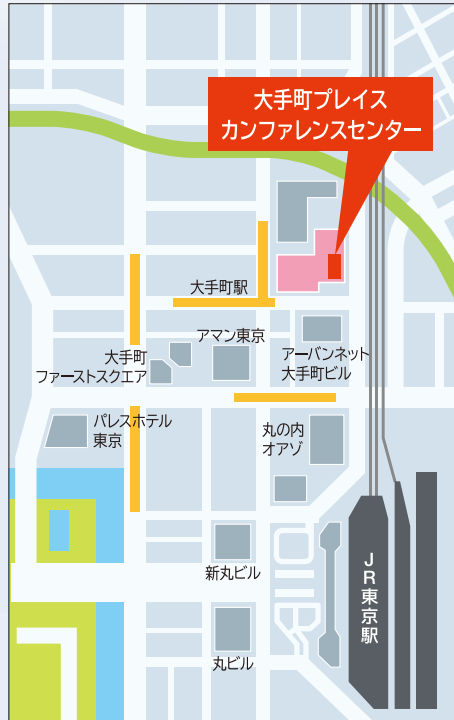 大手町プレイス
カンファレンスセンター
大手町駅
アマン東京
大手町
ファーストスクエア
アーバンネット
大手町ビル
パレスホテル
東京
丸の内
オアゾ
新丸ビル
JR東京駅
丸ビル